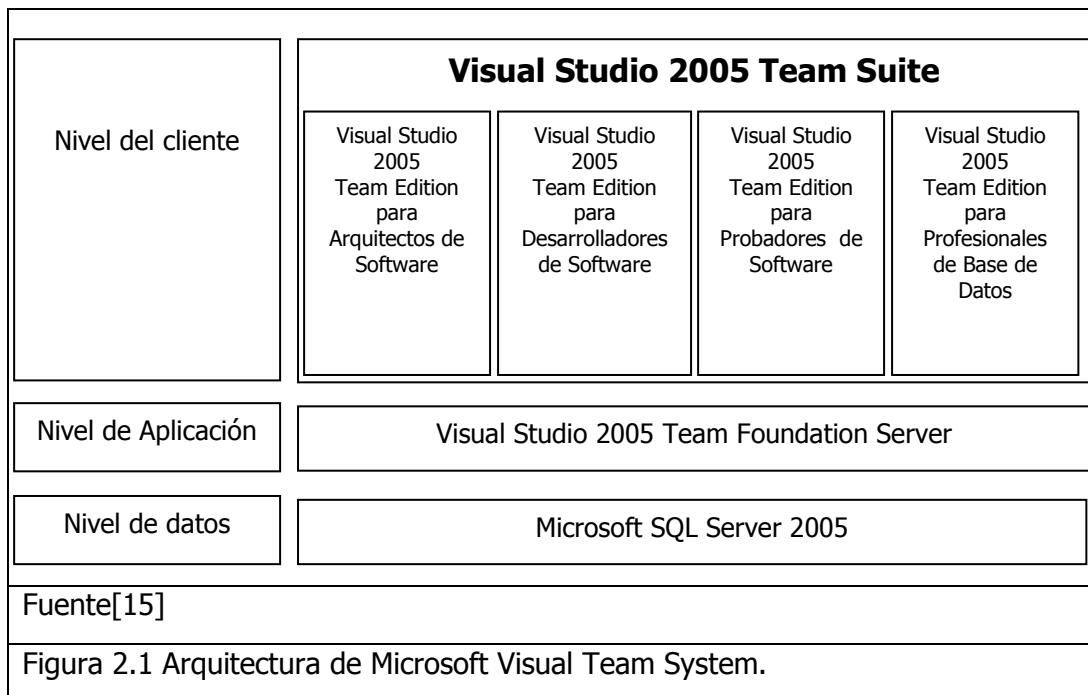 Nivel del cliente
Visual Studio 2005 Team Suite
Visual Studio
2005
Team Edition
para
Arquitectos de
Software
Visual Studio
2005
Team Edition
para
Desarrolladores
de Software
Visual Studio
2005
Team Edition
para
Probadores de
Software
Visual Studio
2005
Team Edition
para
Profesionales
de Base de
Datos
Nivel de Aplicación
Visual Studio 2005 Team Foundation Server
Nivel de datos
Microsoft SQL Server 2005
Fuente[15]
Figura 2.1 Arquitectura de Microsoft Visual Team System.